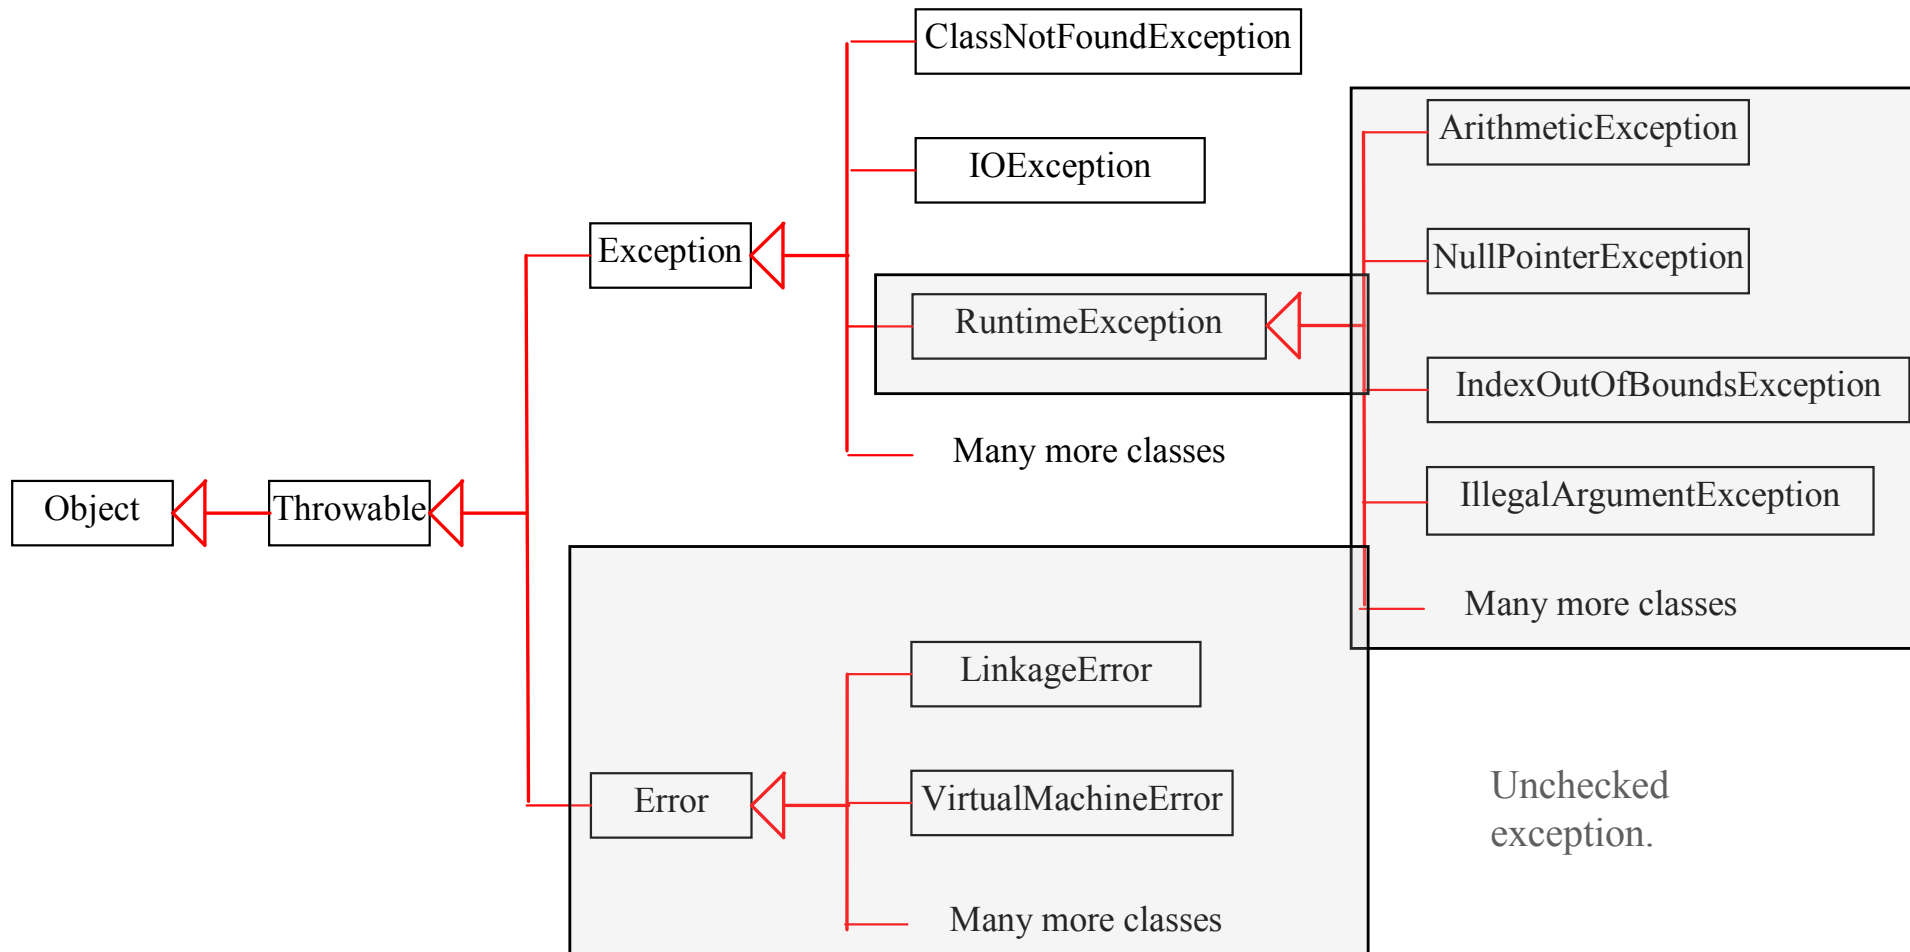 ClassNotFoundException
ArithmeticException
IOException
Exception
NullPointerException
RuntimeException
IndexOutOfBoundsException
Many more classes
Object
Throwable
IllegalArgumentException
Many more classes
LinkageError
Error
VirtualMachineError
Unchecked
exception.
Many more classes